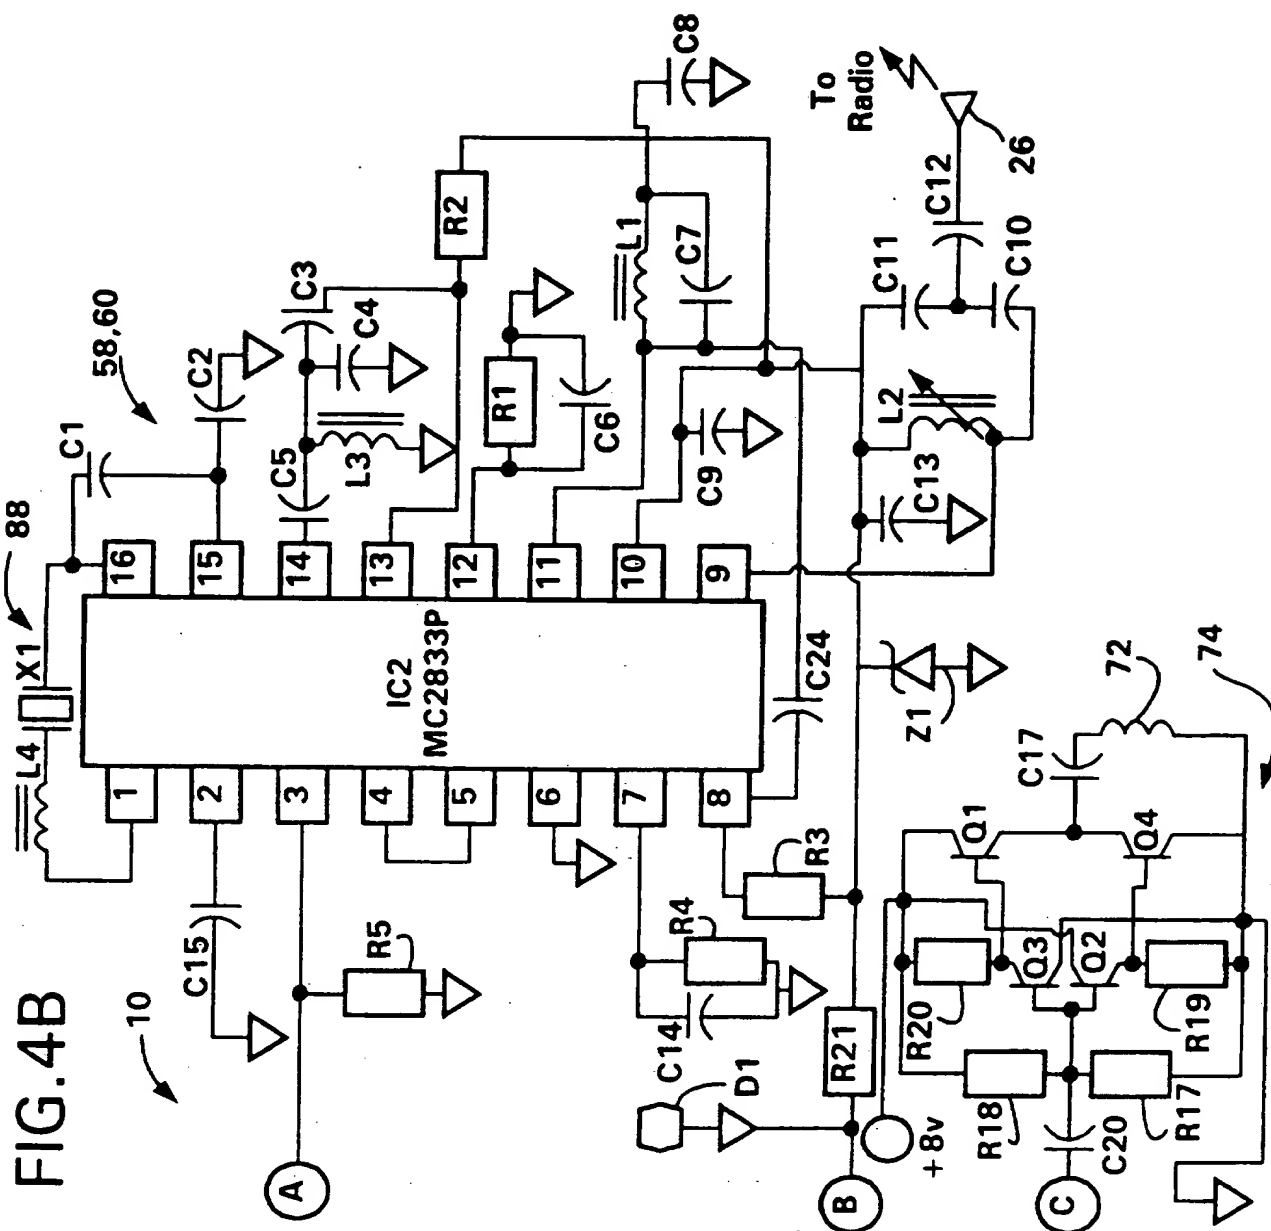 FIG.4B
10
A
C15
R5
L4
X1
88
1
2
3
4
5
6
7
8
IC2
MC2833P
16
15
14
13
12
11
10
9
C1
58,60
C2
C5
L3
C3
C4
R2
R1
C6
L1
C7
C8
C9
C24
R3
R4
C14
D1
R21
B
+8v
Z1
C13
L2
C11
C10
C12
To
Radio
26
C
C20
R18
R17
R20
R19
Q3
Q2
Q1
Q4
C17
72
74